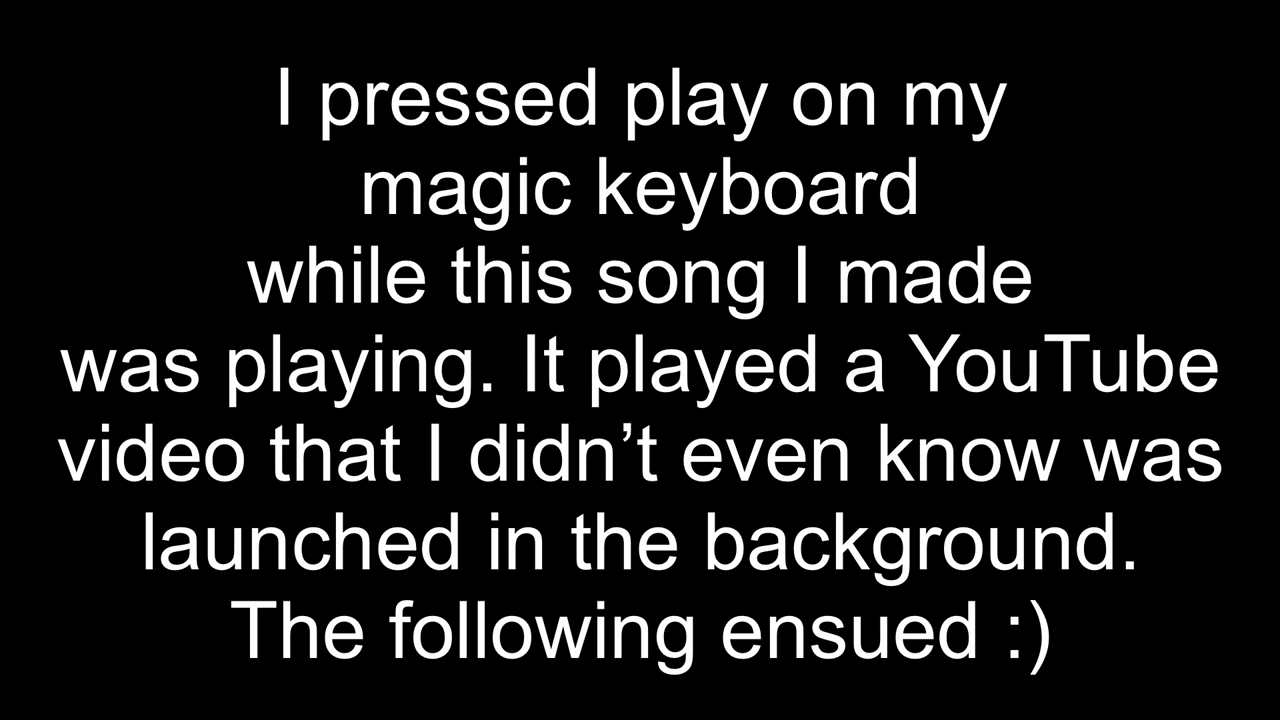 I pressed play on my
magic keyboard
while this song I made
was playing. It played a YouTube
video that I didn’t even know was
launched in the background.
The following ensued :)